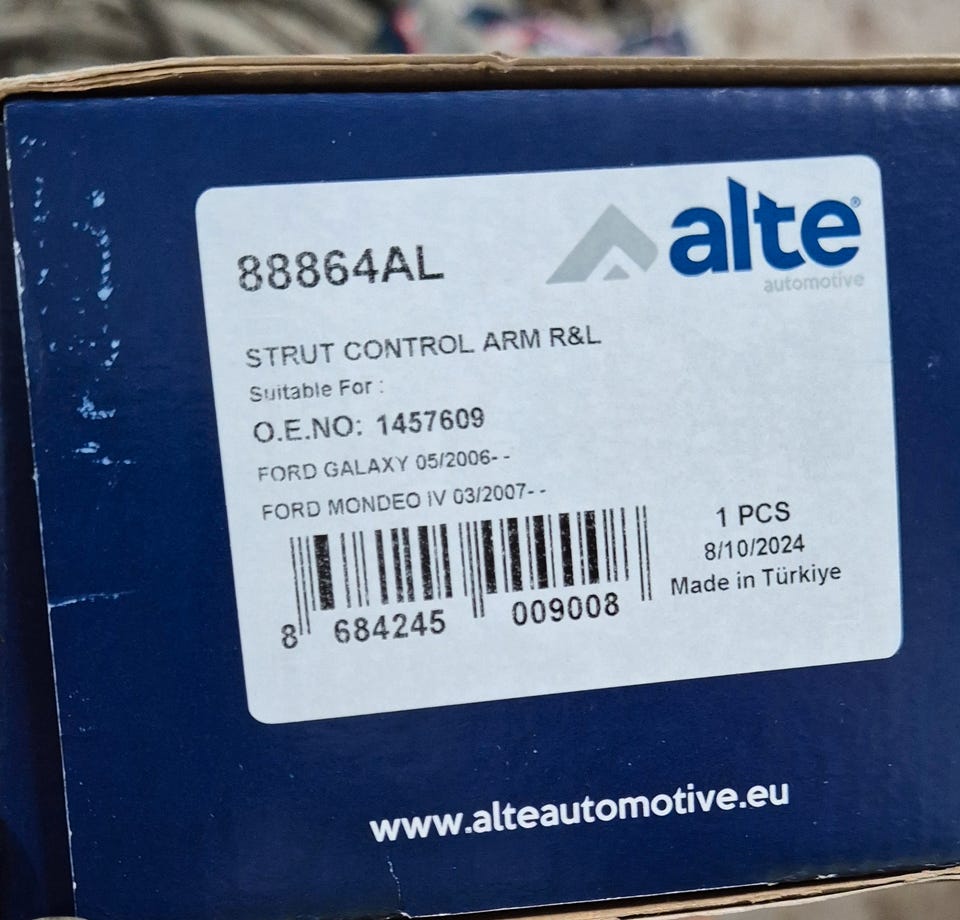 88864AL
alte®
automotive
STRUT CONTROL ARM R&L
Suitable For :
O.E.NO: 1457609
FORD GALAXY 05/2006- -
FORD MONDEO IV 03/2007- -
1 PCS
8/10/2024
Made in Türkiye
8 684245 009008
www.alteautomotive.eu